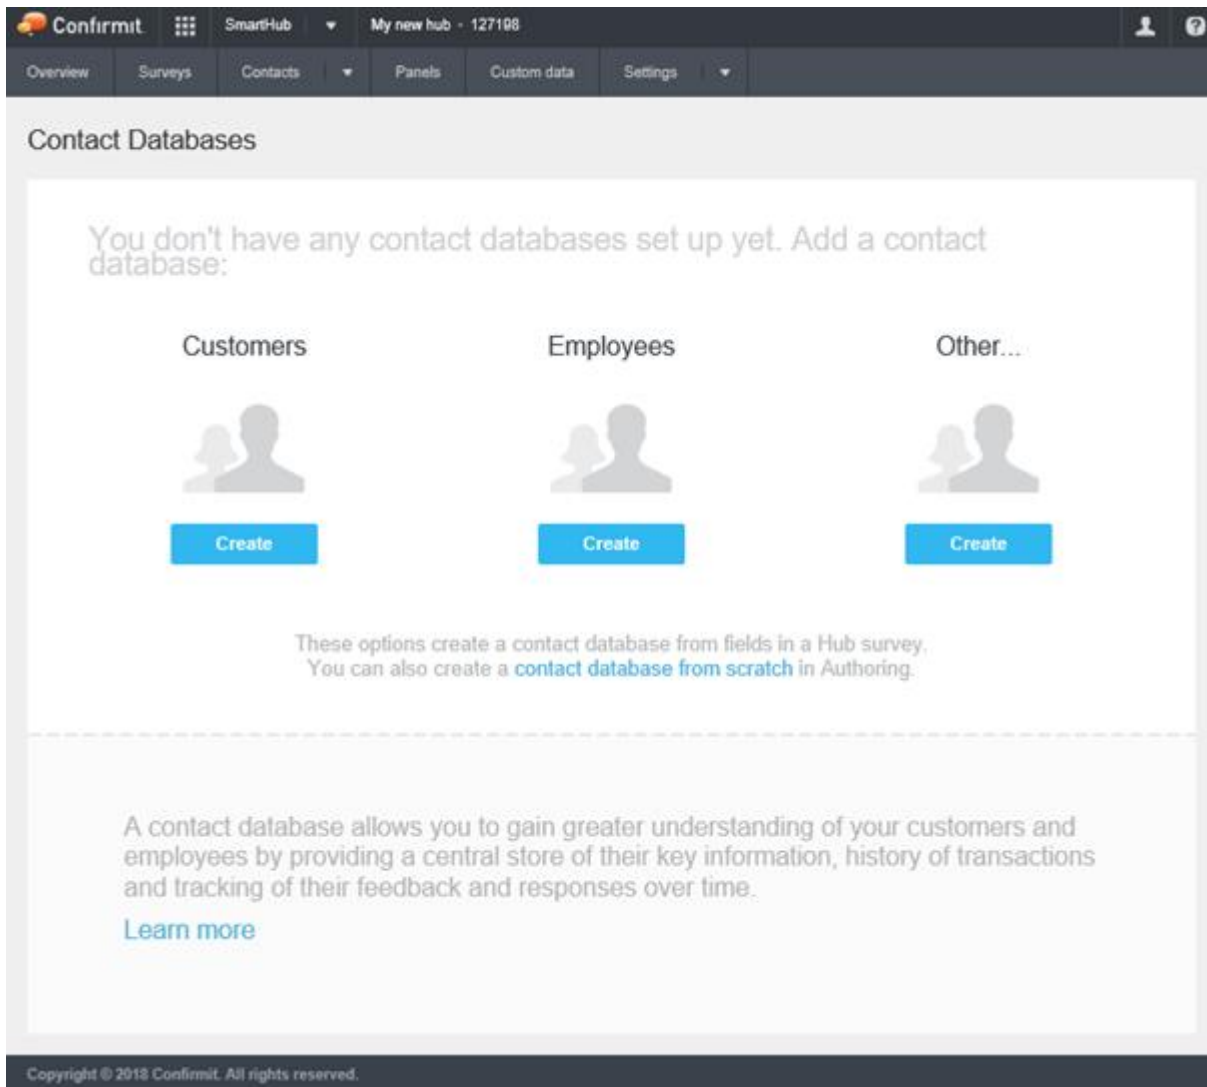 Confirmit SmartHub My new hub - 127198
Overview Surveys Contacts Panels Custom data Settings
Contact Databases
You don't have any contact databases set up yet. Add a contact
database:
Customers Employees Other...
Create Create Create
These options create a contact database from fields in a Hub survey.
You can also create a contact database from scratch in Authoring.
A contact database allows you to gain greater understanding of your customers and
employees by providing a central store of their key information, history of transactions
and tracking of their feedback and responses over time.
Learn more
Copyright © 2018 Confirmit. All rights reserved.